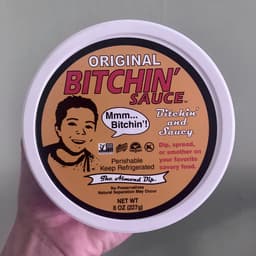 ORIGINAL
BITCHIN'
SAUCE™
Mmm...
Bitchin'!
Bitchin'
and
Saucy
Dip, spread,
or smother on
your favorite
savory food.
Perishable
Keep Refrigerated
The Almond Dip.
No Preservatives
Natural Separation May Occur
NET WT
8 OZ (227g)